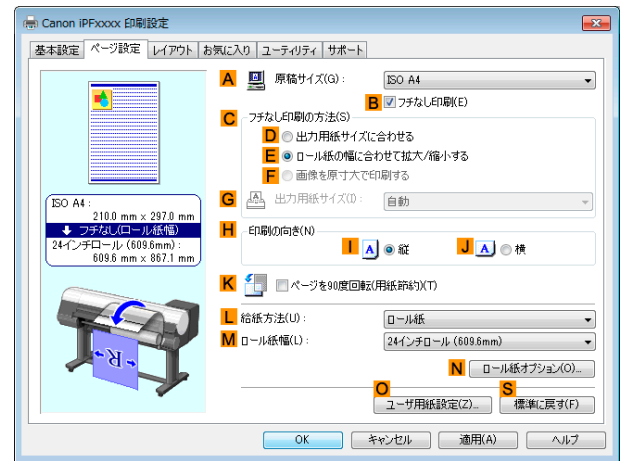 Canon iPFxxxx 印刷設定
基本設定 ページ設定 レイアウト お気に入り ユーティリティ サポート
A 原稿サイズ(G): ISO A4
B フチなし印刷(E)
C フチなし印刷の方法(S)
D 出力用紙サイズに合わせる
E ロール紙の幅に合わせて拡大/縮小する
F 画像を原寸大で印刷する
G 出力用紙サイズ(I): 自動
ISO A4:
210.0 mm x 297.0 mm
フチなし(ロール紙幅)
24インチロール (609.6mm):
609.6 mm x 867.1 mm
H 印刷の向き(N)
I A 縦 J A 横
K ページを90度回転(用紙節約)(T)
L 給紙方法(U): ロール紙
M ロール紙幅(L): 24インチロール (609.6mm)
R
N ロール紙オプション(O)...
O S
ユーザ用紙設定(Z)... 標準に戻す(F)
OK キャンセル 適用(A) ヘルプ